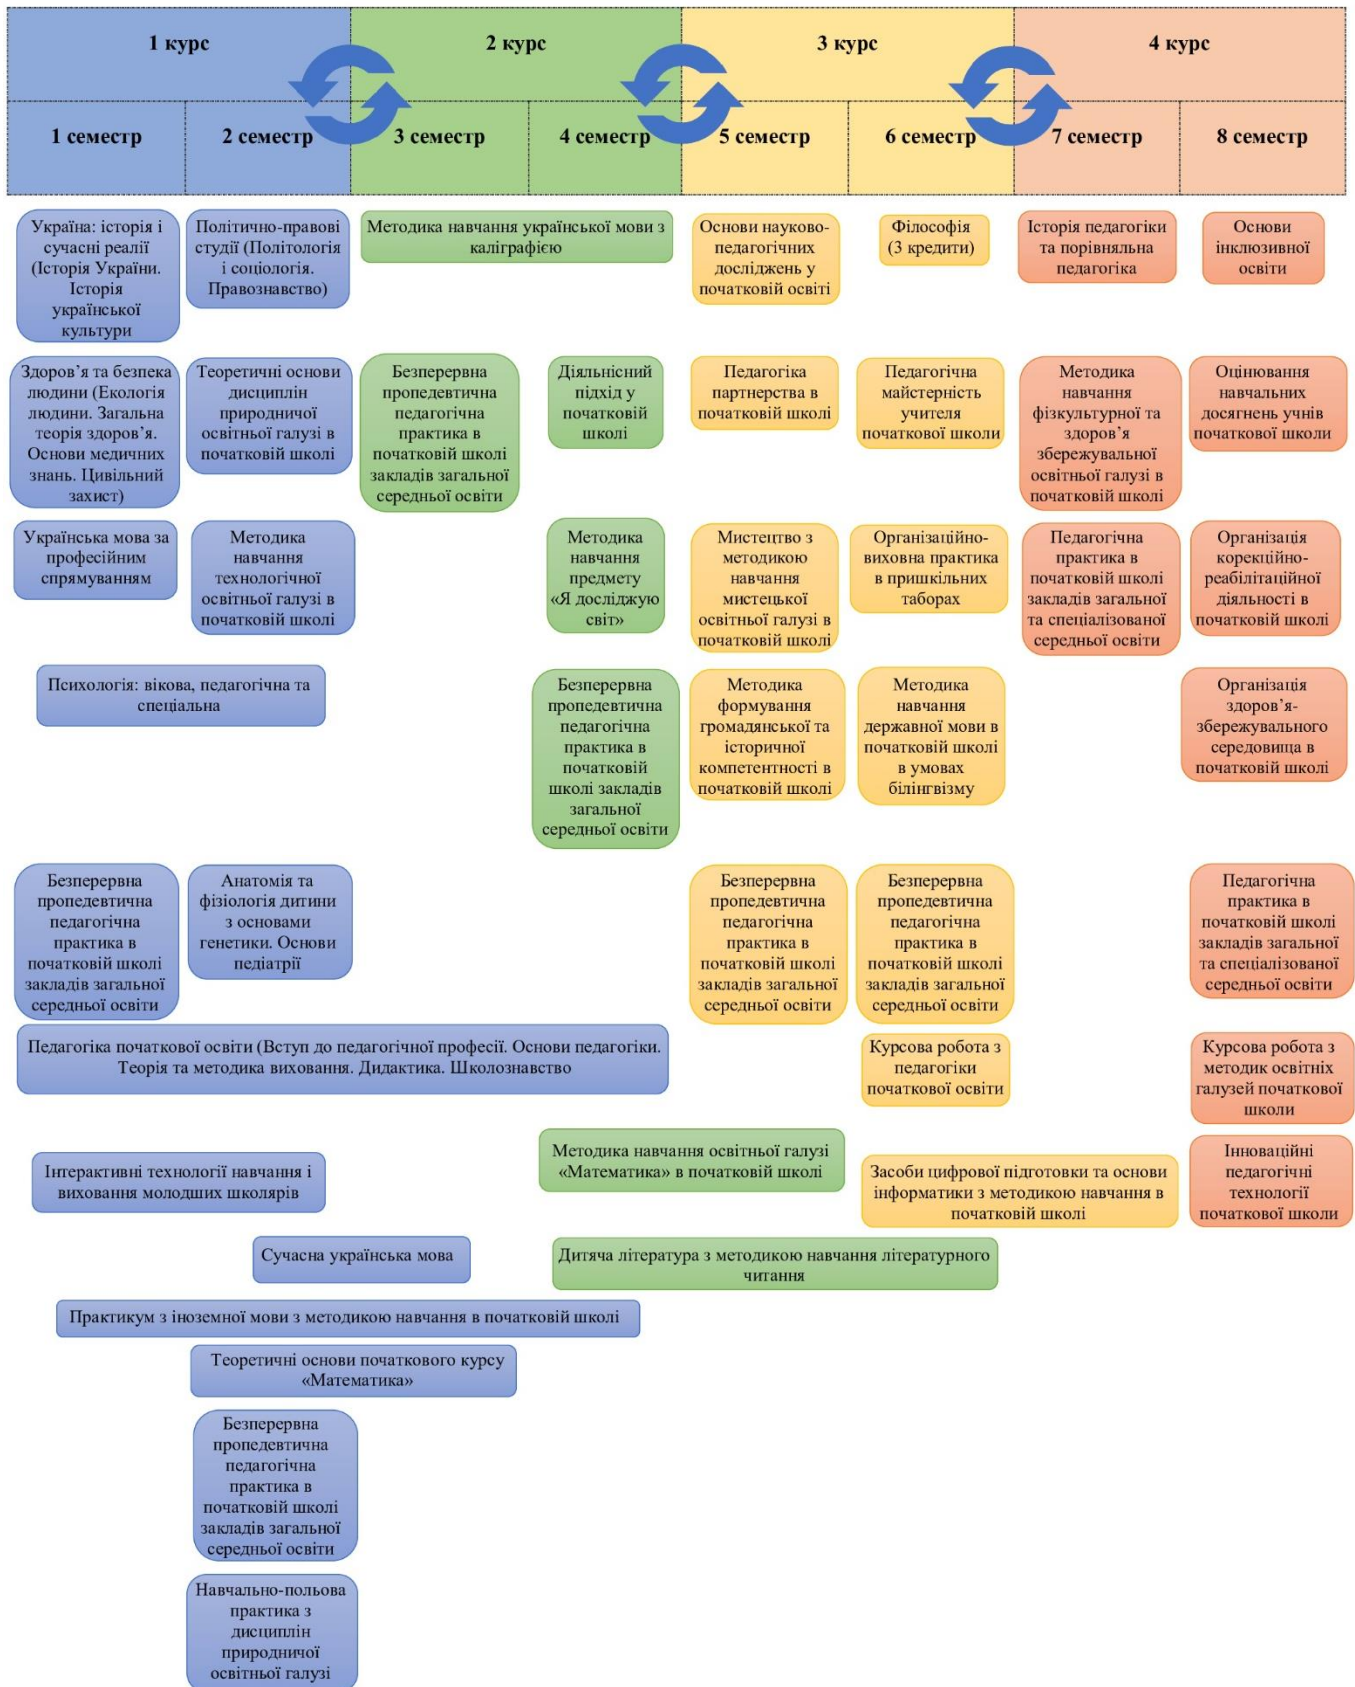 1 курс
2 курс
3 курс
4 курс
1 семестр
2 семестр
3 семестр
4 семестр
5 семестр
6 семестр
7 семестр
8 семестр
Україна: історія і
сучасні реалії
(Історія України.
Історія
української
культури
Політично-правові
студії (Політологія
і соціологія.
Правознавство)
Методика навчання української мови з
каліграфією
Основи науково-
педагогічних
досліджень у
початковій освіті
Філософія
(3 кредити)
Історія педагогіки
та порівняльна
педагогіка
Основи
інклюзивної
освіти
Здоров’я та безпека
людини (Екологія
людини. Загальна
теорія здоров’я.
Основи медичних
знань. Цивільний
захист)
Теоретичні основи
дисциплін
природничої
освітньої галузі в
початковій школі
Безперервна
пропедевтична
педагогічна
практика в
початковій школі
закладів загальної
середньої освіти
Діяльнісний
підхід у
початковій
школі
Педагогіка
партнерства в
початковій школі
Педагогічна
майстерність
учителя
початкової школи
Методика
навчання
фізкультурної та
здоров’я
збережувальної
освітньої галузі в
початковій школі
Оцінювання
навчальних
досягнень учнів
початкової школи
Українська мова за
професійним
спрямуванням
Методика
навчання
технологічної
освітньої галузі в
початковій школі
Методика
навчання
предмету
«Я досліджую
світ»
Мистецтво з
методикою
навчання
мистецької
освітньої галузі в
початковій школі
Організаційно-
виховна практика
в пришкільних
таборах
Педагогічна
практика в
початковій школі
закладів загальної
та спеціалізованої
середньої освіти
Організація
корекційно-
реабілітаційної
діяльності в
початковій школі
Психологія: вікова, педагогічна та
спеціальна
Безперервна
пропедевтична
педагогічна
практика в
початковій
школі закладів
загальної
середньої освіти
Методика
формування
громадянської та
історичної
компетентності в
початковій школі
Методика
навчання
державної мови в
початковій школі
в умовах
білінгвізму
Організація
здоров’я-
збережувального
середовища в
початковій школі
Безперервна
пропедевтична
педагогічна
практика в
початковій школі
закладів загальної
середньої освіти
Анатомія та
фізіологія дитини
з основами
генетики. Основи
педіатрії
Безперервна
пропедевтична
педагогічна
практика в
початковій школі
закладів загальної
середньої освіти
Безперервна
пропедевтична
педагогічна
практика в
початковій школі
закладів загальної
середньої освіти
Педагогічна
практика в
початковій школі
закладів загальної
та спеціалізованої
середньої освіти
Педагогіка початкової освіти (Вступ до педагогічної професії. Основи педагогіки.
Теорія та методика виховання. Дидактика. Школознавство
Курсова робота з
педагогіки
початкової освіти
Курсова робота з
методик освітніх
галузей початкової
школи
Інтерактивні технології навчання і
виховання молодших школярів
Методика навчання освітньої галузі
«Математика» в початковій школі
Засоби цифрової підготовки та основи
інформатики з методикою навчання в
початковій школі
Інноваційні
педагогічні
технології
початкової школи
Сучасна українська мова
Дитяча література з методикою навчання літературного
читання
Практикум з іноземної мови з методикою навчання в початковій школі
Теоретичні основи початкового курсу
«Математика»
Безперервна
пропедевтична
педагогічна
практика в
початковій школі
закладів загальної
середньої освіти
Навчально-польова
практика з
дисциплін
природничої
освітньої галузі